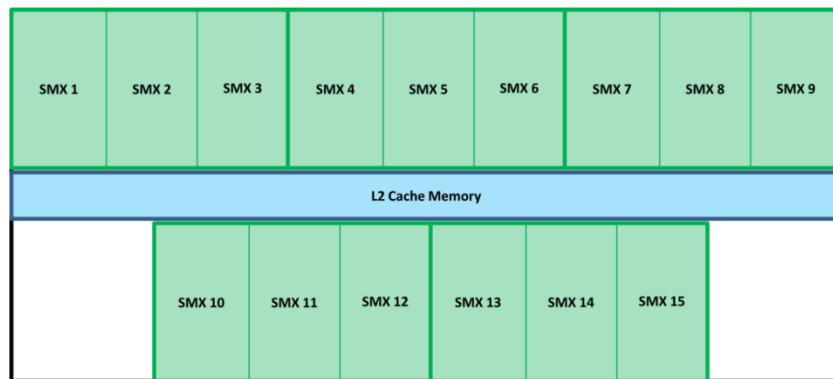 SMX 1 SMX 2 SMX 3 SMX 4 SMX 5 SMX 6 SMX 7 SMX 8 SMX 9
L2 Cache Memory
SMX 10 SMX 11 SMX 12 SMX 13 SMX 14 SMX 15